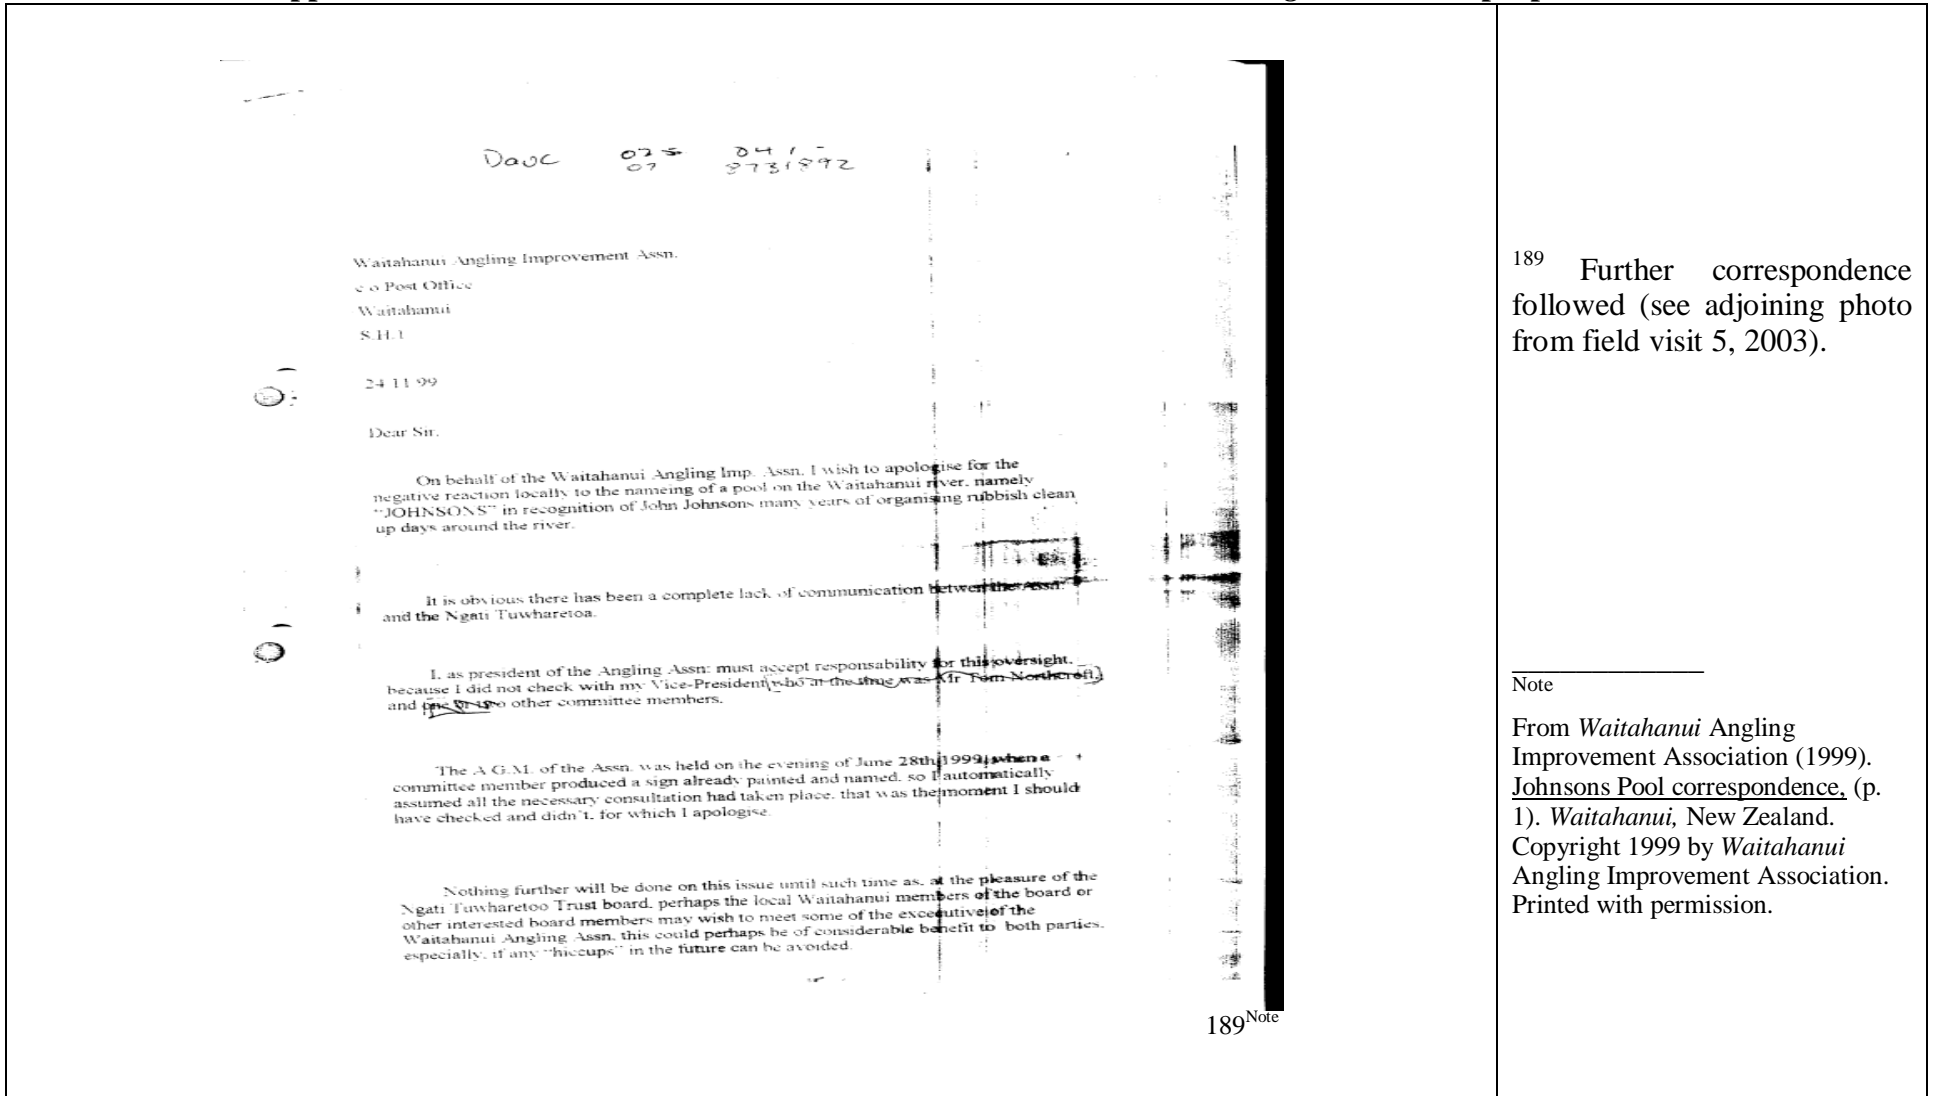 Dave 025 041 -
07 8731892
Waitahanui Angling Improvement Assn.
c o Post Office
Waitahanui
S.H.1
24 11 99
Dear Sir,
On behalf of the Waitahanui Angling Imp. Assn. I wish to apologise for the
negative reaction locally to the nameing of a pool on the Waitahanui river, namely
"JOHNSONS" in recognition of John Johnsons many years of organising rubbish clean
up days around the river.
It is obvious there has been a complete lack of communication betwen the Assn.
and the Ngati Tuwharetoa.
I, as president of the Angling Assn: must accept responsability for this oversight,
because I did not check with my Vice-President who at the time was Mr Tom Northcroft,
and one or two other committee members.
The A G.M. of the Assn. was held on the evening of June 28th 1999, when a
committee member produced a sign already painted and named, so I automatically
assumed all the necessary consultation had taken place, that was the moment I should
have checked and didn't, for which I apologise.
Nothing further will be done on this issue until such time as, at the pleasure of the
Ngati Tuwharetoo Trust board, perhaps the local Waitahanui members of the board or
other interested board members may wish to meet some of the excecutive of the
Waitahanui Angling Assn. this could perhaps be of considerable benefit to both parties,
especially, if any "hiccups" in the future can be avoided.
189 Note
189 Further correspondence
followed (see adjoining photo
from field visit 5, 2003).
Note
From Waitahanui Angling
Improvement Association (1999).
Johnsons Pool correspondence, (p.
1). Waitahanui, New Zealand.
Copyright 1999 by Waitahanui
Angling Improvement Association.
Printed with permission.